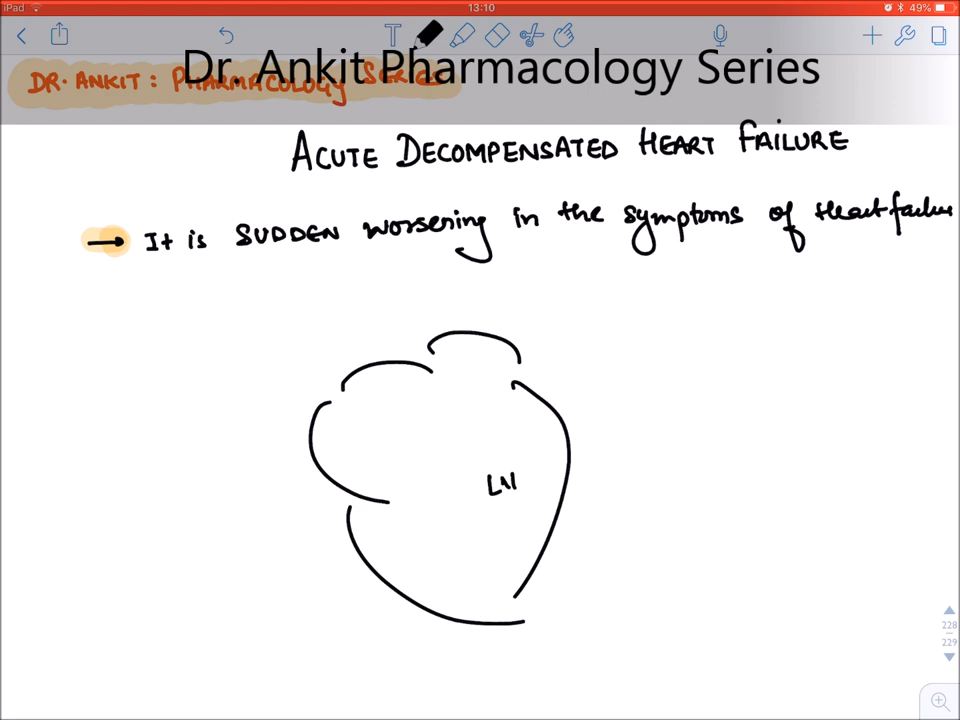 iPad 13:10 49%
Dr. Ankit Pharmacology Series
DR. ANKIT: PHARMACOLOGY SERIES
ACUTE DECOMPENSATED HEART FAILURE
→ It is SUDDEN worsering in the symptoms of Heart failure
LV
228
229